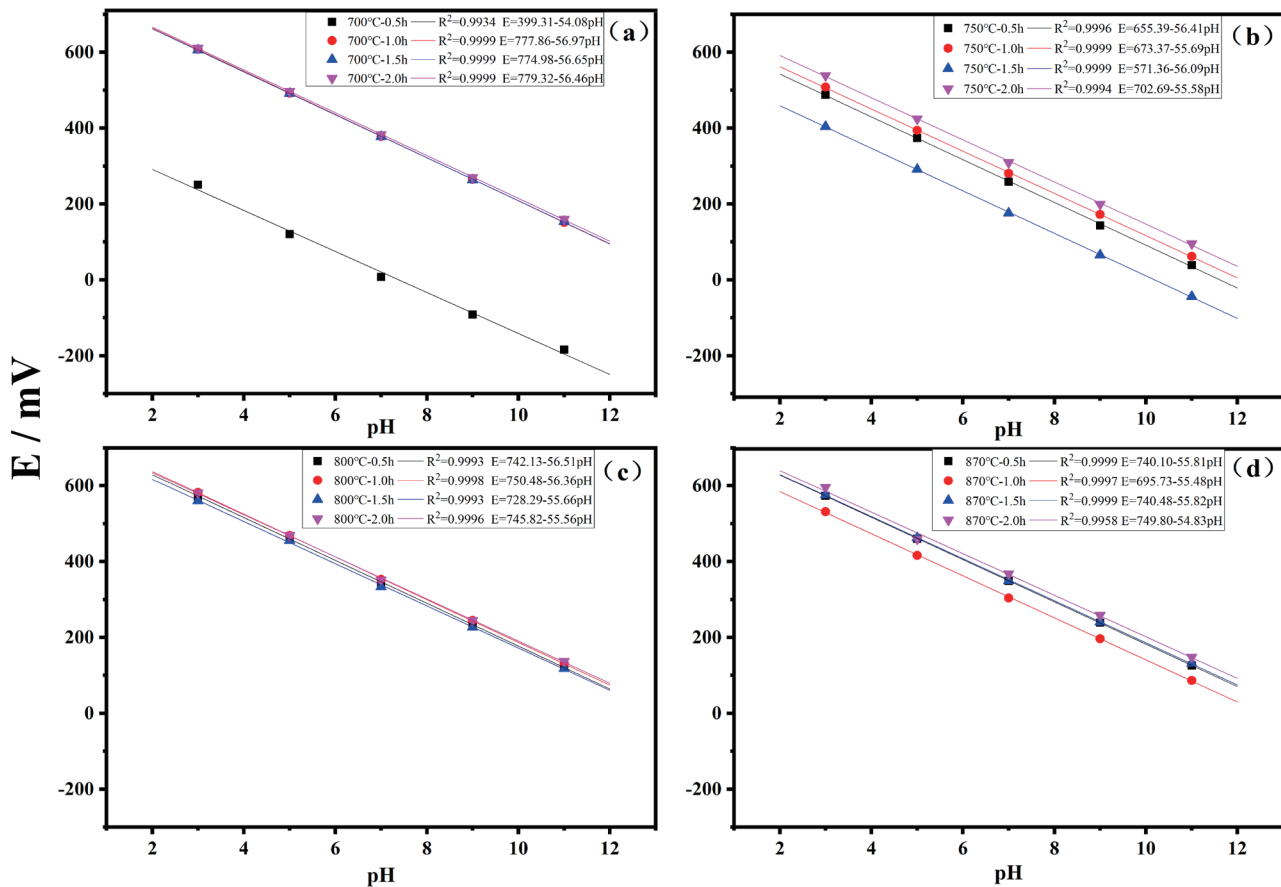 E / mV
(a)
700℃-0.5h R²=0.9934 E=399.31-54.08pH
700℃-1.0h R²=0.9999 E=777.86-56.97pH
700℃-1.5h R²=0.9999 E=774.98-56.65pH
700℃-2.0h R²=0.9999 E=779.32-56.46pH
600
400
200
0
-200
2 4 6 8 10 12
pH
(b)
750℃-0.5h R²=0.9996 E=655.39-56.41pH
750℃-1.0h R²=0.9999 E=673.37-55.69pH
750℃-1.5h R²=0.9999 E=571.36-56.09pH
750℃-2.0h R²=0.9994 E=702.69-55.58pH
600
400
200
0
-200
2 4 6 8 10 12
pH
(c)
800℃-0.5h R²=0.9993 E=742.13-56.51pH
800℃-1.0h R²=0.9998 E=750.48-56.36pH
800℃-1.5h R²=0.9993 E=728.29-55.66pH
800℃-2.0h R²=0.9996 E=745.82-55.56pH
600
400
200
0
-200
2 4 6 8 10 12
pH
(d)
870℃-0.5h R²=0.9999 E=740.10-55.81pH
870℃-1.0h R²=0.9997 E=695.73-55.48pH
870℃-1.5h R²=0.9999 E=740.48-55.82pH
870℃-2.0h R²=0.9958 E=749.80-54.83pH
600
400
200
0
-200
2 4 6 8 10 12
pH